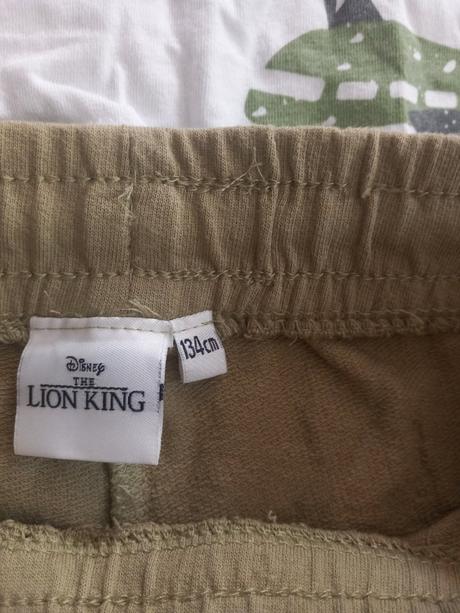 Disney
THE
LION KING
134cm